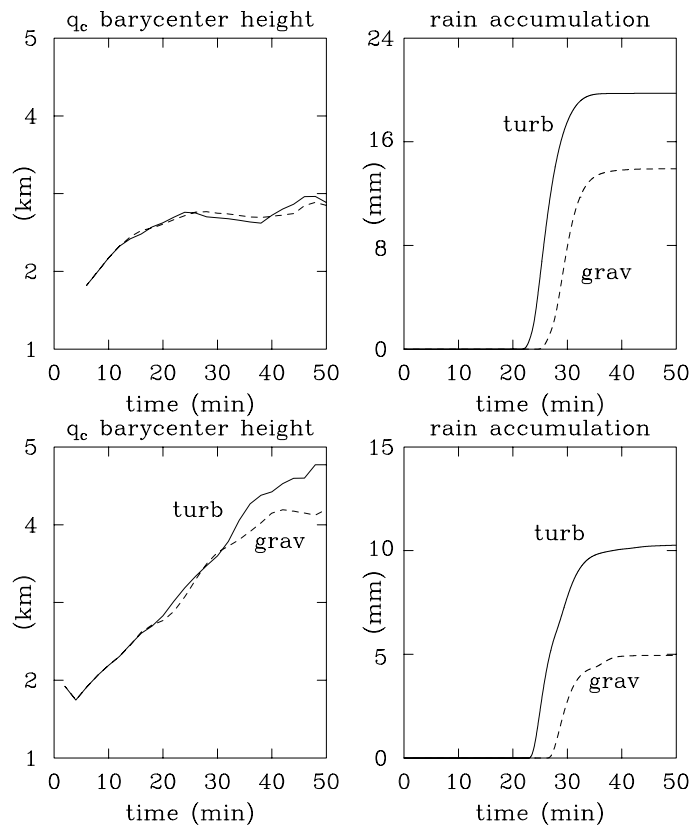 q_c barycenter height
5
4
(km)
2
1
0 10 20 30 40 50
time (min)
rain accumulation
24
turb
16
(mm)
8
grav
0
0 10 20 30 40 50
time (min)
q_c barycenter height
5
turb
4
grav
(km)
2
1
0 10 20 30 40 50
time (min)
rain accumulation
15
turb
10
(mm)
5
grav
0
0 10 20 30 40 50
time (min)